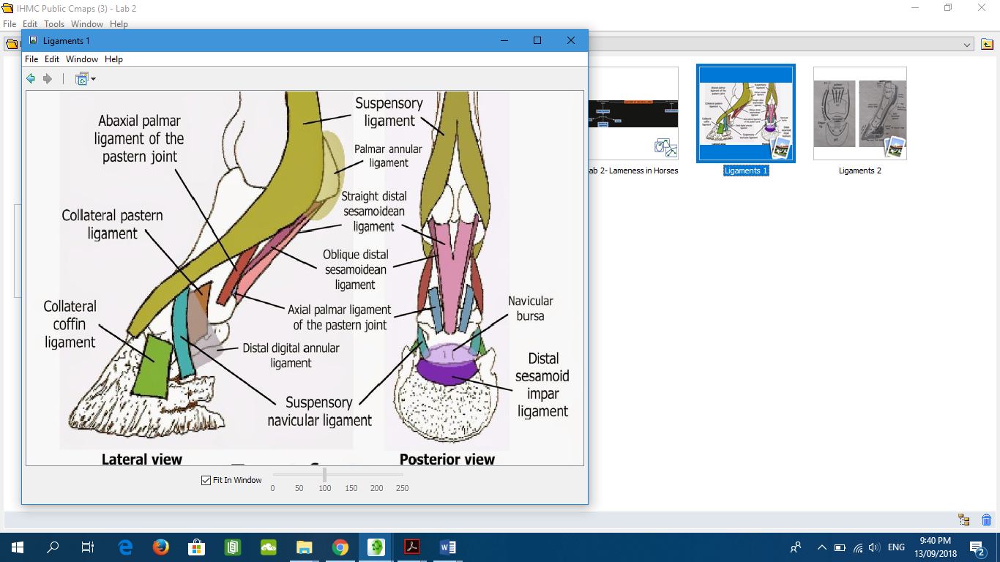 IHMC Public Cmaps (3) - Lab 2
File Edit Tools Window Help
Ligaments 1
File Edit Window Help
Suspensory
ligament
Abaxial palmar
ligament of the
pastern joint
Palmar annular
ligament
Straight distal
sesamoidean
ligament
Collateral pastern
ligament
Oblique distal
sesamoidean
ligament
Collateral
coffin
ligament
Axial palmar ligament
of the pastern joint
Navicular
bursa
Distal digital annular
ligament
Distal
sesamoid
impar
ligament
Suspensory
navicular ligament
Lateral view
Posterior view
Fit In Window
0 50 100 150 200 250
ab 2- Lameness in Horses
Ligaments 1
Ligaments 2
ENG
9:40 PM
13/09/2018
2